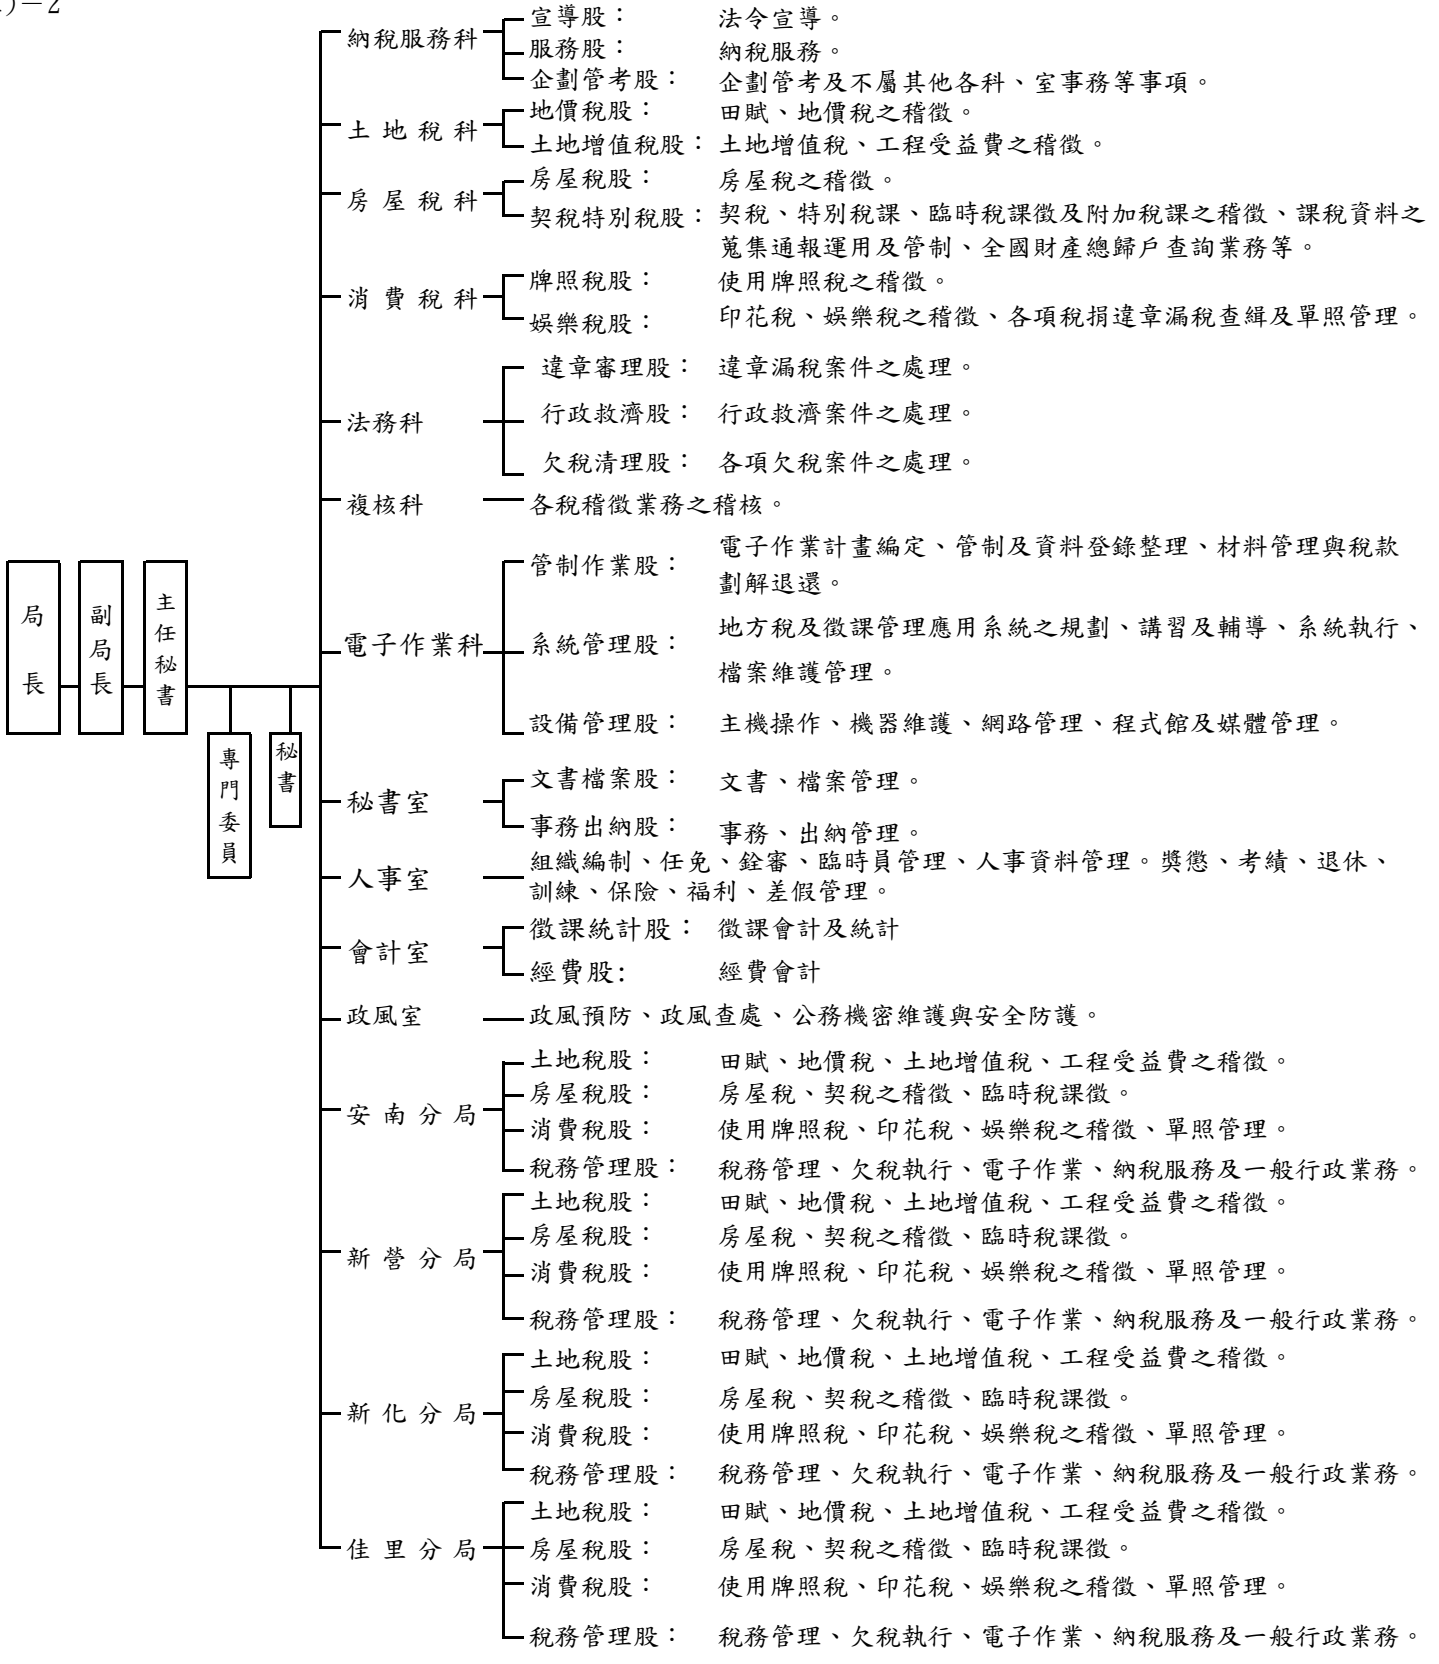 )－2
納稅服務科
宣導股： 法令宣導。
服務股： 納稅服務。
企劃管考股： 企劃管考及不屬其他各科、室事務等事項。
土地稅科
地價稅股： 田賦、地價稅之稽徵。
土地增值稅股： 土地增值稅、工程受益費之稽徵。
房屋稅科
房屋稅股： 房屋稅之稽徵。
契稅特別稅股： 契稅、特別稅課、臨時稅課徵及附加稅課之稽徵、課稅資料之
蒐集通報運用及管制、全國財產總歸戶查詢業務等。
消費稅科
牌照稅股： 使用牌照稅之稽徵。
娛樂稅股： 印花稅、娛樂稅之稽徵、各項稅捐違章漏稅查緝及單照管理。
法務科
違章審理股： 違章漏稅案件之處理。
行政救濟股： 行政救濟案件之處理。
欠稅清理股： 各項欠稅案件之處理。
複核科
各稅稽徵業務之稽核。
局長
副局長
主任秘書
專門委員
秘書
電子作業科
管制作業股： 電子作業計畫編定、管制及資料登錄整理、材料管理與稅款
劃解退還。
系統管理股： 地方稅及徵課管理應用系統之規劃、講習及輔導、系統執行、
檔案維護管理。
設備管理股： 主機操作、機器維護、網路管理、程式館及媒體管理。
秘書室
文書檔案股： 文書、檔案管理。
事務出納股： 事務、出納管理。
人事室
組織編制、任免、銓審、臨時員管理、人事資料管理。獎懲、考績、退休、
訓練、保險、福利、差假管理。
會計室
徵課統計股： 徵課會計及統計
經費股: 經費會計
政風室
政風預防、政風查處、公務機密維護與安全防護。
安南分局
土地稅股： 田賦、地價稅、土地增值稅、工程受益費之稽徵。
房屋稅股： 房屋稅、契稅之稽徵、臨時稅課徵。
消費稅股： 使用牌照稅、印花稅、娛樂稅之稽徵、單照管理。
稅務管理股： 稅務管理、欠稅執行、電子作業、納稅服務及一般行政業務。
新營分局
土地稅股： 田賦、地價稅、土地增值稅、工程受益費之稽徵。
房屋稅股： 房屋稅、契稅之稽徵、臨時稅課徵。
消費稅股： 使用牌照稅、印花稅、娛樂稅之稽徵、單照管理。
稅務管理股： 稅務管理、欠稅執行、電子作業、納稅服務及一般行政業務。
新化分局
土地稅股： 田賦、地價稅、土地增值稅、工程受益費之稽徵。
房屋稅股： 房屋稅、契稅之稽徵、臨時稅課徵。
消費稅股： 使用牌照稅、印花稅、娛樂稅之稽徵、單照管理。
稅務管理股： 稅務管理、欠稅執行、電子作業、納稅服務及一般行政業務。
佳里分局
土地稅股： 田賦、地價稅、土地增值稅、工程受益費之稽徵。
房屋稅股： 房屋稅、契稅之稽徵、臨時稅課徵。
消費稅股： 使用牌照稅、印花稅、娛樂稅之稽徵、單照管理。
稅務管理股： 稅務管理、欠稅執行、電子作業、納稅服務及一般行政業務。